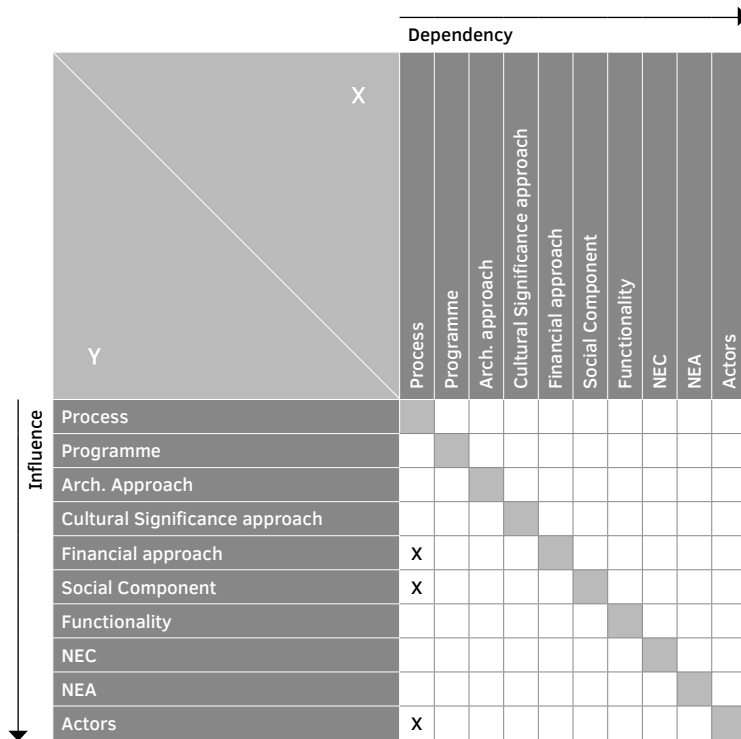 Dependency
X
Y
Process
Programme
Arch. approach
Cultural Significance approach
Financial approach
Social Component
Functionality
NEC
NEA
Actors
Influence
Process
Programme
Arch. Approach
Cultural Significance approach
Financial approach X
Social Component X
Functionality
NEC
NEA
Actors X